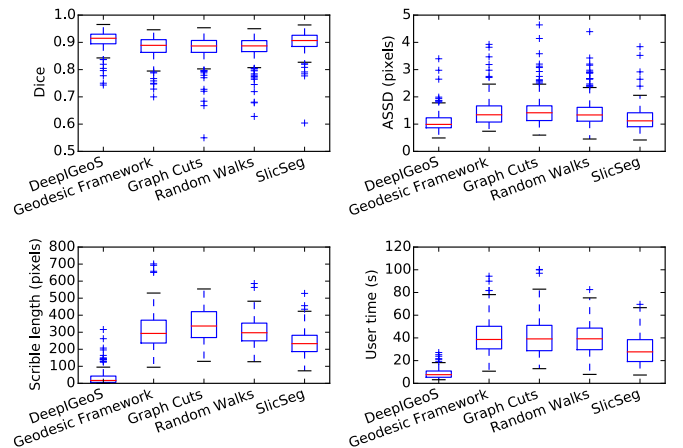 1.0
0.9
0.8
0.7
0.6
0.5
Dice
DeepIGeoS
Geodesic Framework
Graph Cuts
Random Walks
SlicSeg
5
4
3
2
1
0
ASSD (pixels)
DeepIGeoS
Geodesic Framework
Graph Cuts
Random Walks
SlicSeg
800
700
600
500
400
300
200
100
0
Scrible length (pixels)
DeepIGeoS
Geodesic Framework
Graph Cuts
Random Walks
SlicSeg
120
100
80
60
40
20
0
User time (s)
DeepIGeoS
Geodesic Framework
Graph Cuts
Random Walks
SlicSeg